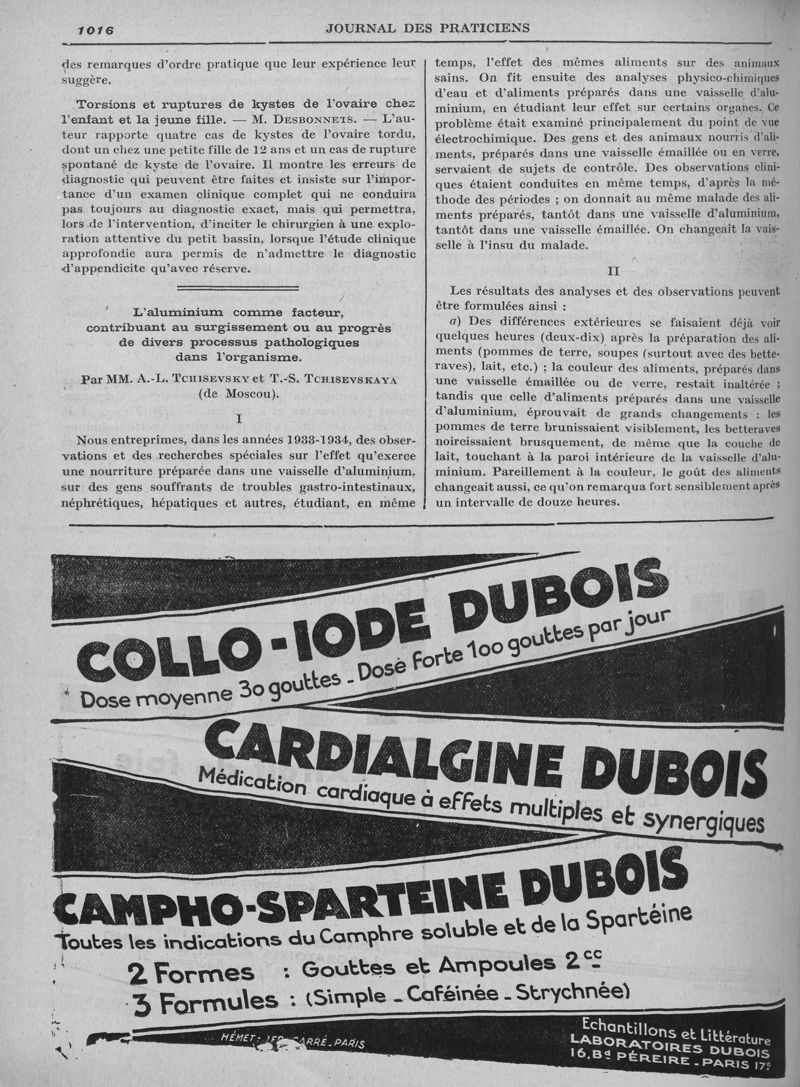 1016
JOURNAL DES PRATICIENS
des remarques d'ordre pratique que leur expérience leur
suggère.
Torsions et ruptures de kystes de l'ovaire chez
l'enfant et la jeune fille. — M. DESBONNETS. — L'au-
teur rapporte quatre cas de kystes de l'ovaire tordu,
dont un chez une petite fille de 12 ans et un cas de rupture
spontané de kyste de l'ovaire. Il montre les erreurs de
diagnostic qui peuvent être faites et insiste sur l'impor-
tance d'un examen clinique complet qui ne conduira
pas toujours au diagnostic exact, mais qui permettra,
lors de l'intervention, d'inciter le chirurgien à une explo-
ration attentive du petit bassin, lorsque l'étude clinique
approfondie aura permis de n'admettre le diagnostic
d'appendicite qu'avec réserve.
L'aluminium comme facteur,
contribuant au surgissement ou au progrès
de divers processus pathologiques
dans l'organisme.
Par MM. A.-L. TCHISEVSKY et T.-S. TCHISEVSKAYA
(de Moscou).
I
Nous entreprimes, dans les années 1933-1934, des obser-
vations et des recherches spéciales sur l'effet qu'exerce
une nourriture préparée dans une vaisselle d'aluminium,
sur des gens souffrants de troubles gastro-intestinaux,
néphrétiques, hépatiques et autres, étudiant, en même
temps, l'effet des mêmes aliments sur des animaux
sains. On fit ensuite des analyses physico-chimiques
d'eau et d'aliments préparés dans une vaisselle d'alu-
minium, en étudiant leur effet sur certains organes. Ce
problème était examiné principalement du point de vue
électrochimique. Des gens et des animaux nourris d'ali-
ments, préparés dans une vaisselle émaillée ou en verre,
servaient de sujets de contrôle. Des observations clini-
ques étaient conduites en même temps, d'après la mé-
thode des périodes ; on donnait au même malade des ali-
ments préparés, tantôt dans une vaisselle d'aluminium,
tantôt dans une vaisselle émaillée. On changeait la vais-
selle à l'insu du malade.
II
Les résultats des analyses et des observations peuvent
être formulées ainsi :
a) Des différences extérieures se faisaient déjà voir
quelques heures (deux-dix) après la préparation des ali-
ments (pommes de terre, soupes (surtout avec des bette-
raves), lait, etc.) ; la couleur des aliments, préparés dans
une vaisselle émaillée ou de verre, restait inaltérée ;
tandis que celle d'aliments préparés dans une vaisselle
d'aluminium, éprouvait de grands changements : les
pommes de terre brunissaient visiblement, les betteraves
noircissaient brusquement, de même que la couche de
lait, touchant à la paroi intérieure de la vaisselle d'alu-
minium. Pareillement à la couleur, le goût des aliments
changeait aussi, ce qu'on remarqua fort sensiblement après
un intervalle de douze heures.
COLLO-IODE DUBOIS
Dose moyenne 30 gouttes - Dose Forte 100 gouttes par jour
CARDIALGINE DUBOIS
Médication cardiaque à effets multiples et synergiques
CAMPHO-SPARTEINE DUBOIS
Toutes les indications du Camphre soluble et de la Spartéine
2 Formes : Gouttes et Ampoules 2cc
3 Formules : (Simple - Caféinée - Strychnée)
HÉMET- CARRÉ-PARIS
Echantillons et Littérature
LABORATOIRES DUBOIS
16, Bd PÉREIRE - PARIS 17e